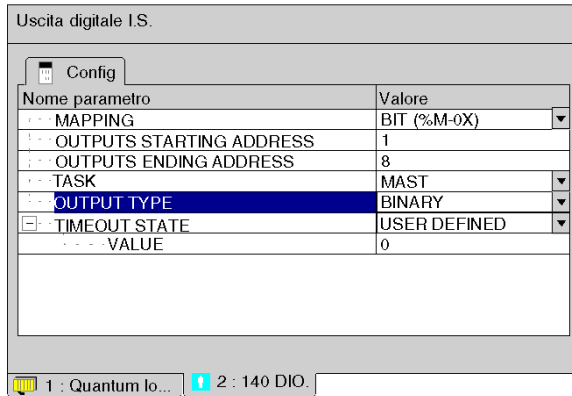 Uscita digitale I.S.
Config
Nome parametro Valore
MAPPING BIT (%M-0X)
OUTPUTS STARTING ADDRESS 1
OUTPUTS ENDING ADDRESS 8
TASK MAST
OUTPUT TYPE BINARY
TIMEOUT STATE USER DEFINED
VALUE 0
1 : Quantum Io... 2 : 140 DIO.